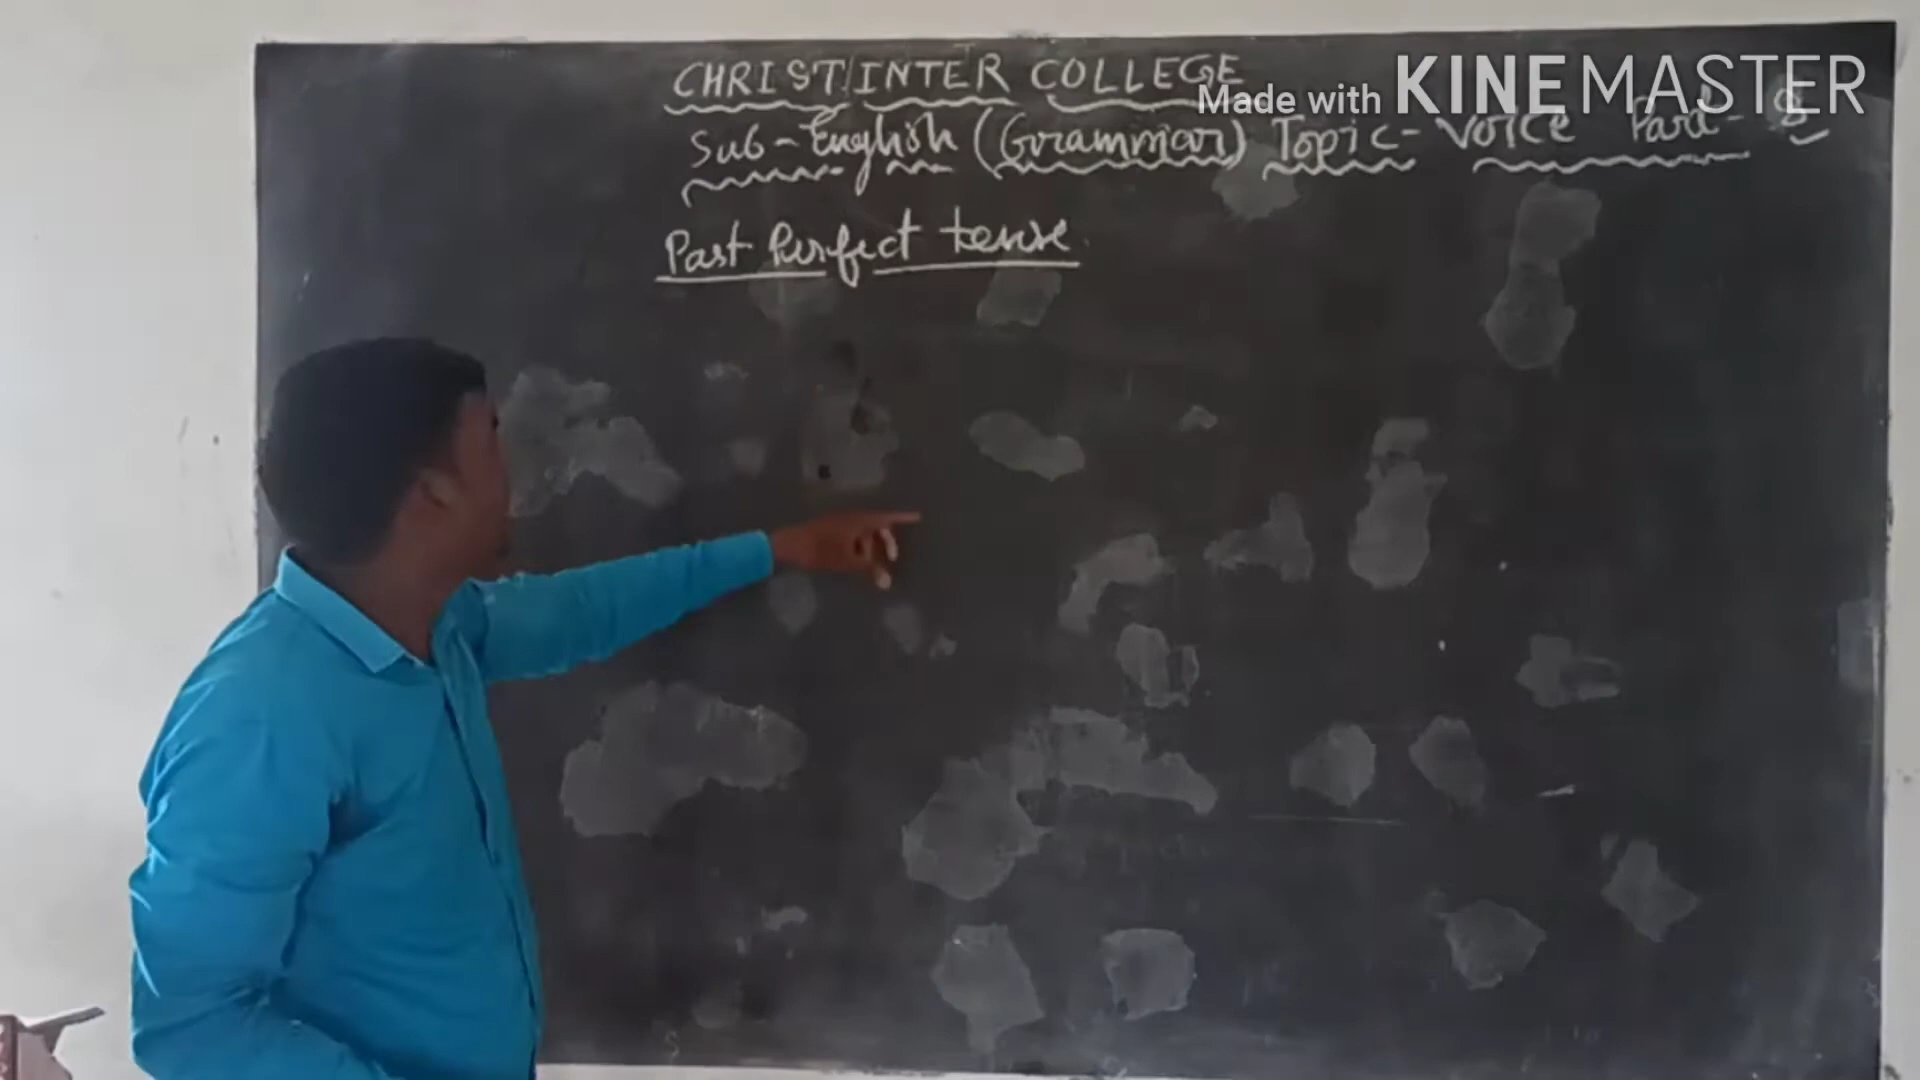 CHRIST INTER COLLEGE
Made with KINEMASTER
Sub-English (Grammar) Topic-Voice Part-8
Past Perfect tense